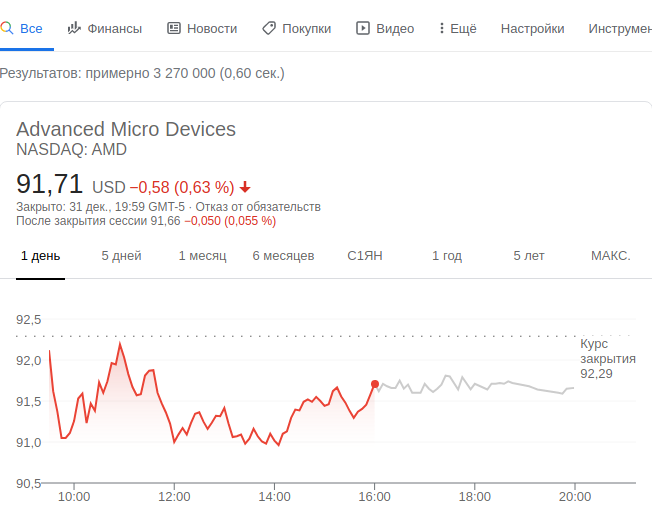 Все Финансы Новости Покупки Видео Ещё Настройки Инструмен
Результатов: примерно 3 270 000 (0,60 сек.)
Advanced Micro Devices
NASDAQ: AMD
91,71 USD −0,58 (0,63 %)
Закрыто: 31 дек., 19:59 GMT-5 · Отказ от обязательств
После закрытия сессии 91,66 −0,050 (0,055 %)
1 день 5 дней 1 месяц 6 месяцев С1ЯН 1 год 5 лет МАКС.
92,5
Курс
закрытия
92,29
92,0
91,5
91,0
90,5
10:00 12:00 14:00 16:00 18:00 20:00